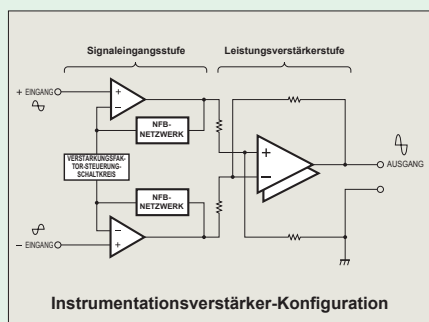 Signaleingangsstufe
Leistungsverstärkerstufe
+ EINGANG
+
−
NFB-
NETZWERK
VERSTÄRKUNGSFAK-
TOR-STEUERUNG-
SCHALTKREIS
NFB-
NETZWERK
−
+
− EINGANG
+
−
AUSGANG
Instrumentationsverstärker-Konfiguration